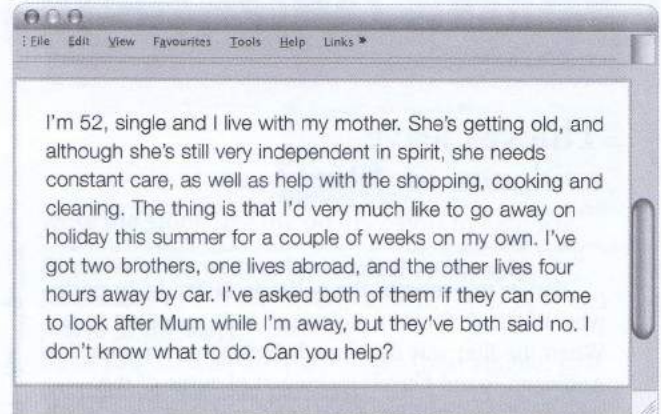 File Edit View Favourites Tools Help Links »
I'm 52, single and I live with my mother. She's getting old, and
although she's still very independent in spirit, she needs
constant care, as well as help with the shopping, cooking and
cleaning. The thing is that I'd very much like to go away on
holiday this summer for a couple of weeks on my own. I've
got two brothers, one lives abroad, and the other lives four
hours away by car. I've asked both of them if they can come
to look after Mum while I'm away, but they've both said no. I
don't know what to do. Can you help?